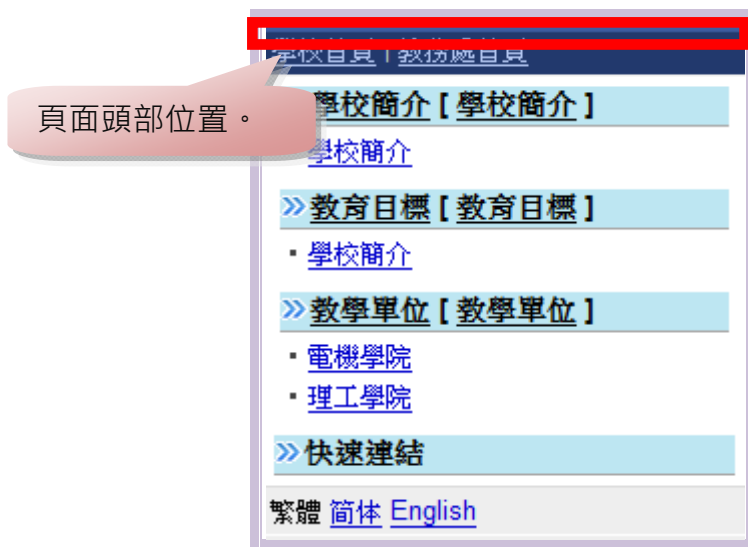 學校首頁 | 教務處首頁
頁面頭部位置。
學校簡介 [ 學校簡介 ]
學校簡介
» 教育目標 [ 教育目標 ]
▪ 學校簡介
» 教學單位 [ 教學單位 ]
▪ 電機學院
▪ 理工學院
» 快速連結
繁體 简体 English